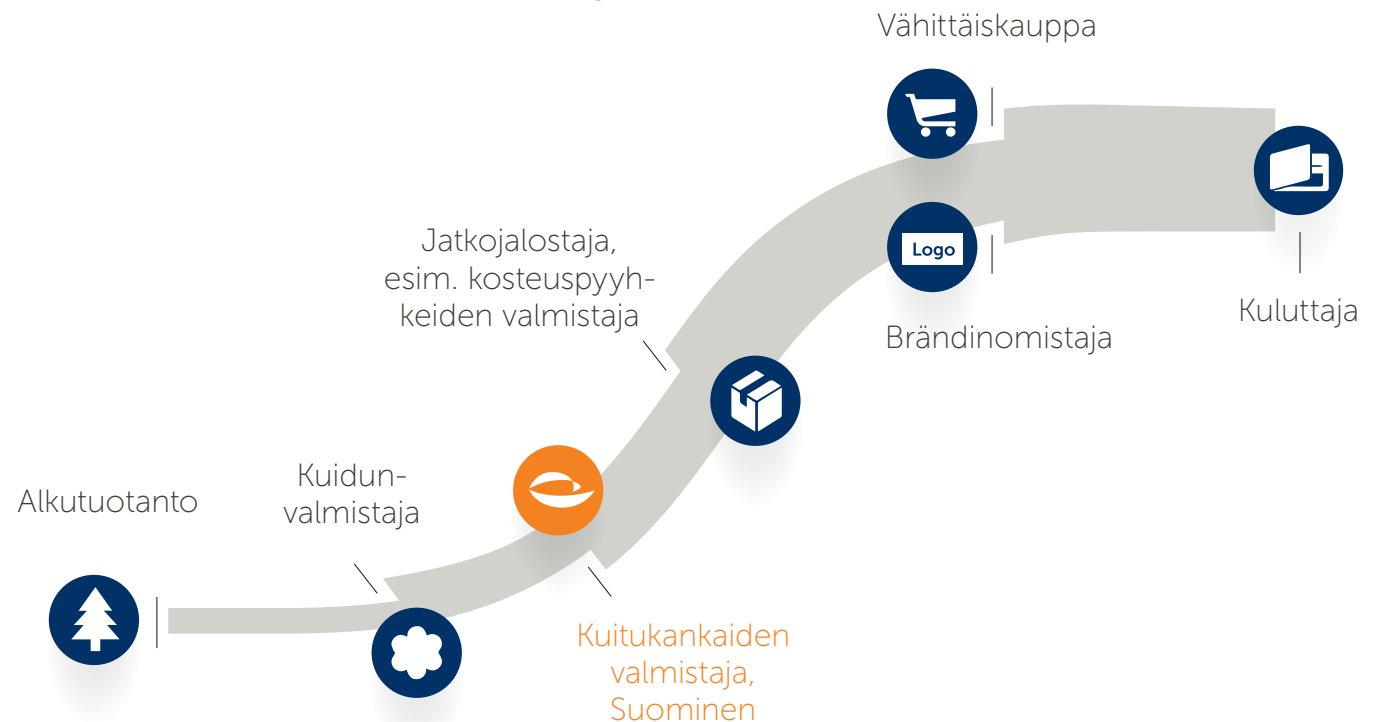 Vähittäiskauppa
Jatkojalostaja,
esim. kosteuspyyh-
keiden valmistaja
Logo
Brändinomistaja
Kuluttaja
Kuidun-
valmistaja
Alkutuotanto
Kuitukankaiden
valmistaja,
Suominen